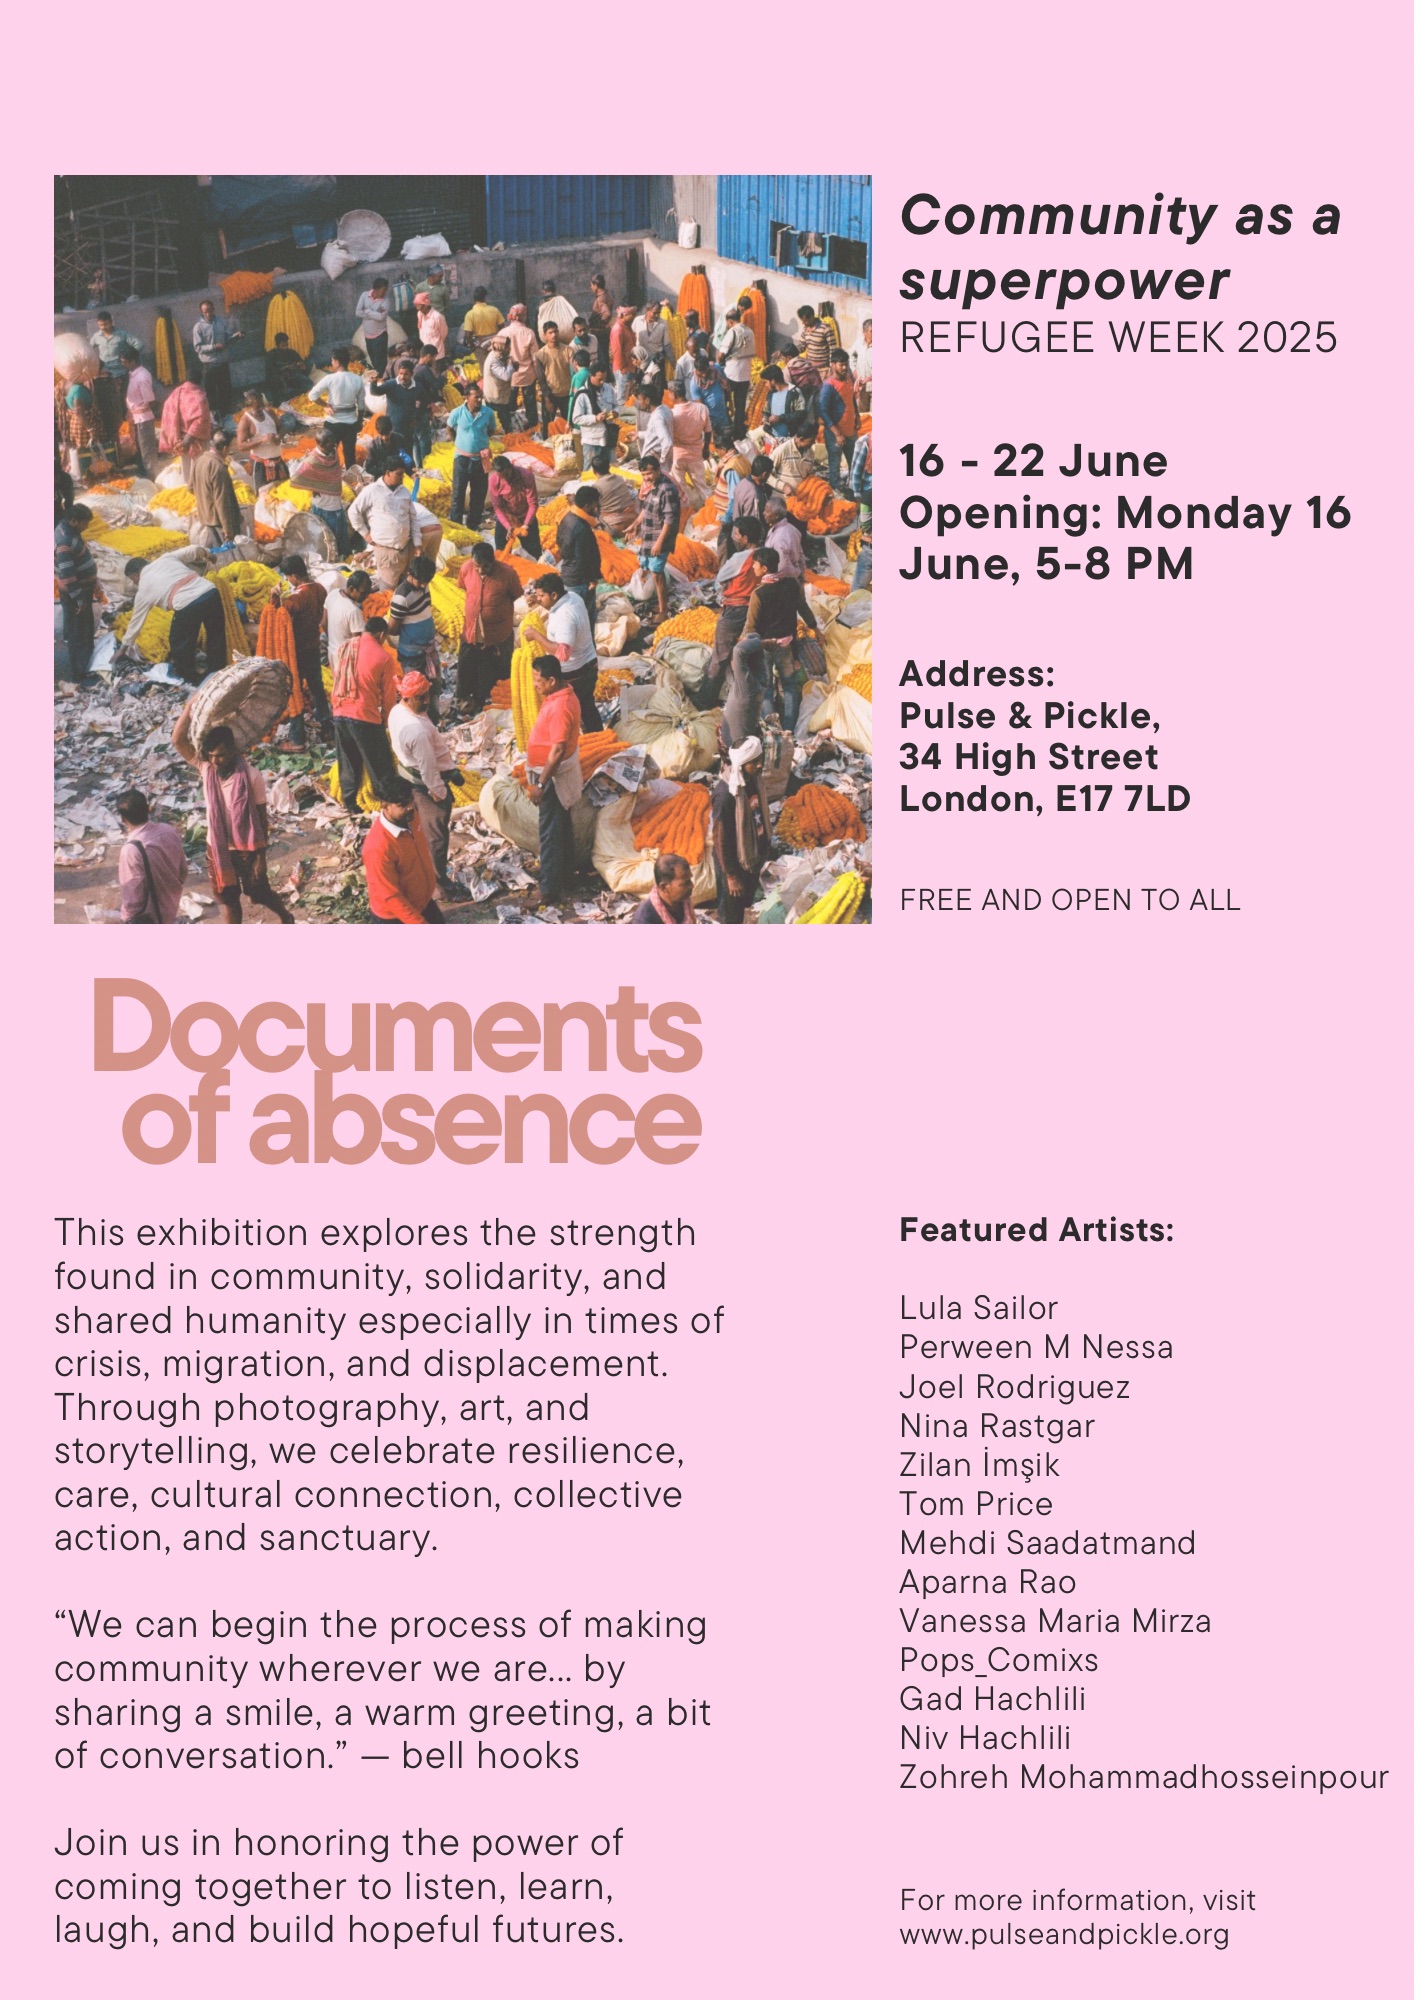 Community as a
superpower
REFUGEE WEEK 2025
16 - 22 June
Opening: Monday 16
June, 5-8 PM
Address:
Pulse & Pickle,
34 High Street
London, E17 7LD
FREE AND OPEN TO ALL
Documents
of absence
This exhibition explores the strength
found in community, solidarity, and
shared humanity especially in times of
crisis, migration, and displacement.
Through photography, art, and
storytelling, we celebrate resilience,
care, cultural connection, collective
action, and sanctuary.
“We can begin the process of making
community wherever we are... by
sharing a smile, a warm greeting, a bit
of conversation.” — bell hooks
Join us in honoring the power of
coming together to listen, learn,
laugh, and build hopeful futures.
Featured Artists:
Lula Sailor
Perween M Nessa
Joel Rodriguez
Nina Rastgar
Zilan İmşik
Tom Price
Mehdi Saadatmand
Aparna Rao
Vanessa Maria Mirza
Pops_Comixs
Gad Hachlili
Niv Hachlili
Zohreh Mohammadhosseinpour
For more information, visit
www.pulseandpickle.org